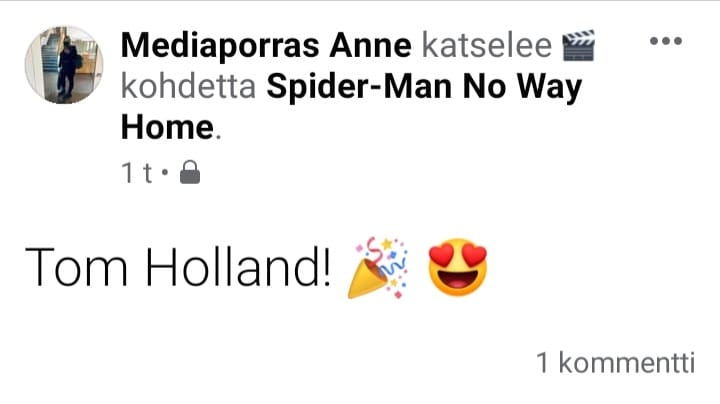 Mediaporras Anne katselee 🎬
kohdetta Spider-Man No Way
Home.
1 t •
Tom Holland! 🎉 😍
1 kommentti